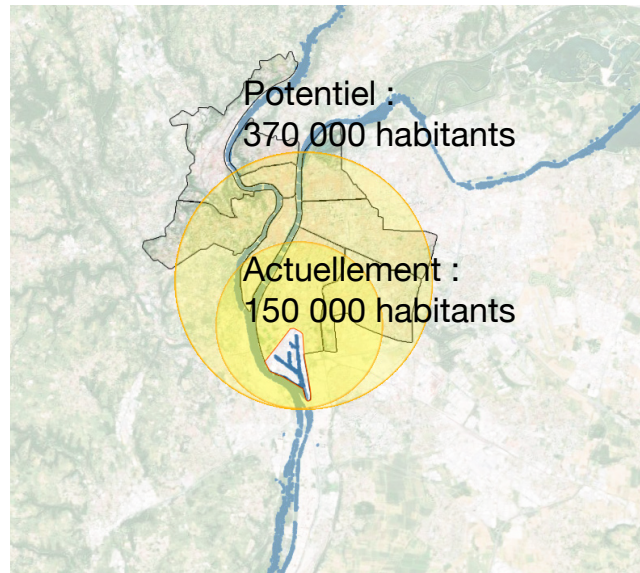 Potentiel :
370 000 habitants
Actuellement :
150 000 habitants